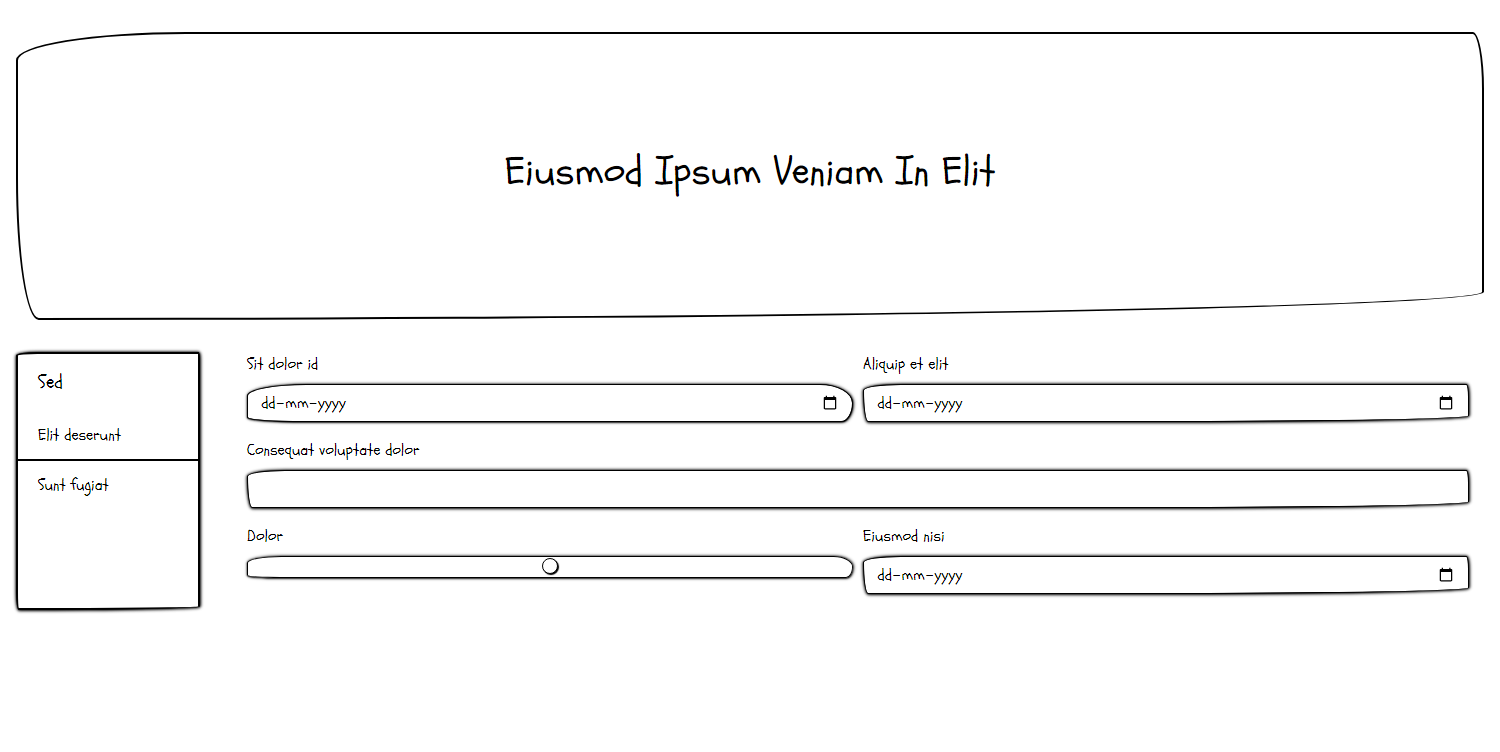 Eiusmod Ipsum Veniam In Elit
Sed
Elit deserunt
Sunt fugiat
Sit dolor id
dd-mm-yyyy
Aliquip et elit
dd-mm-yyyy
Consequat voluptate dolor
Dolor
Eiusmod nisi
dd-mm-yyyy